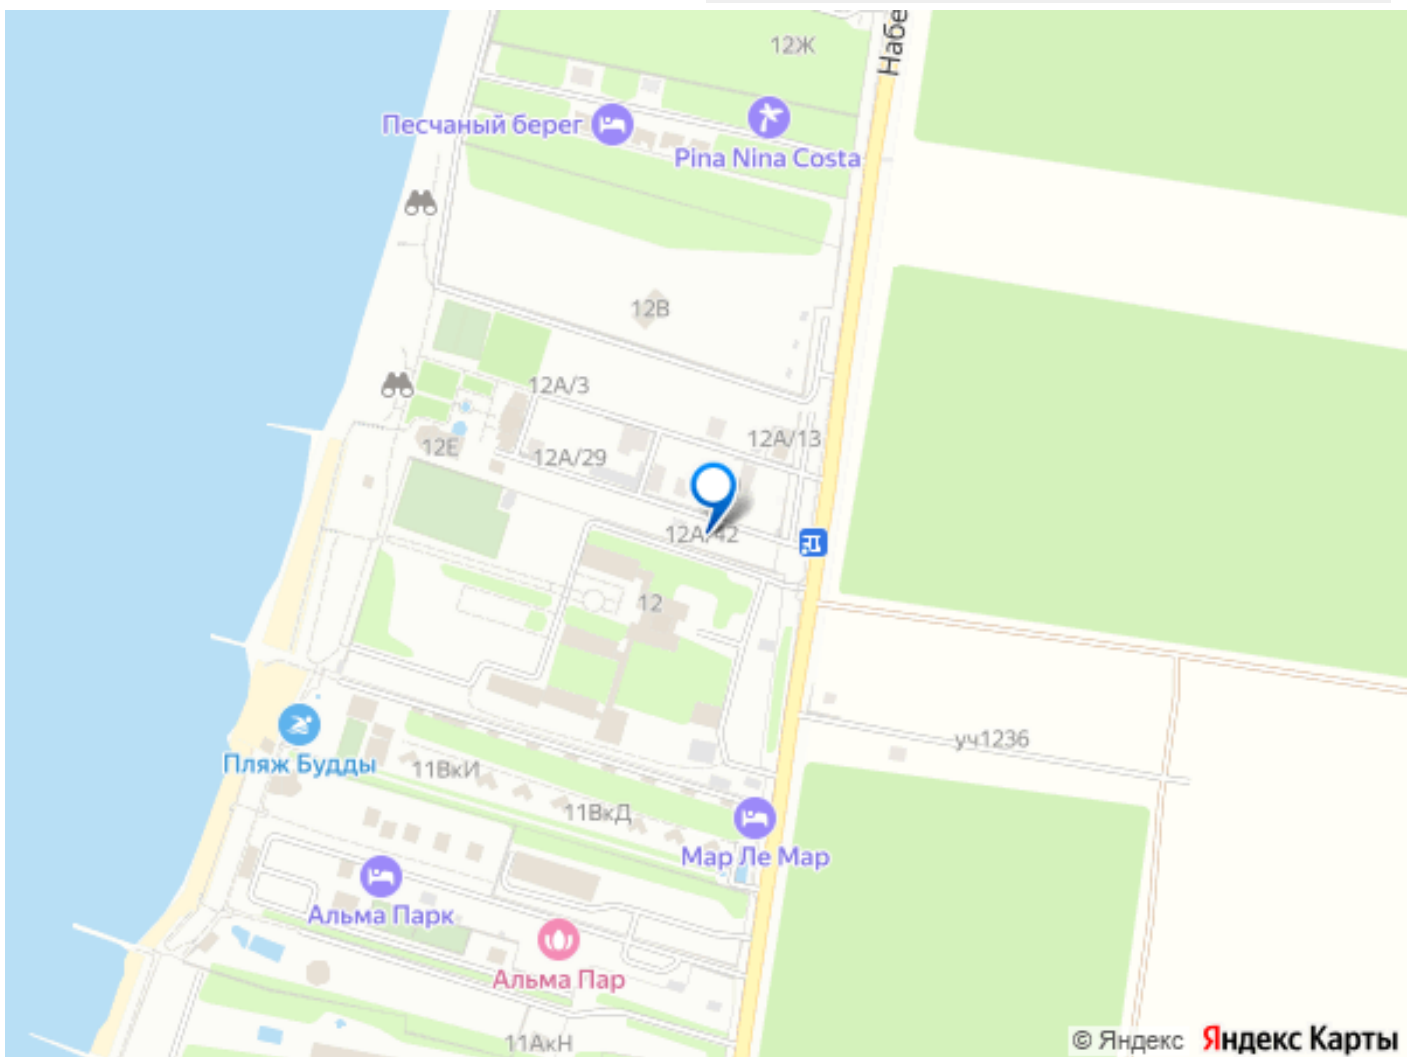 Набе
12Ж
Песчаный берег
Pina Nina Costa
12В
12А/3
12А/13
12Е
12А/29
12А/42
12
уч1236
Пляж Будды
11ВкИ
11ВкД
Мар Ле Мар
Альма Парк
Альма Пар
11АкН
© Яндекс Яндекс Карты